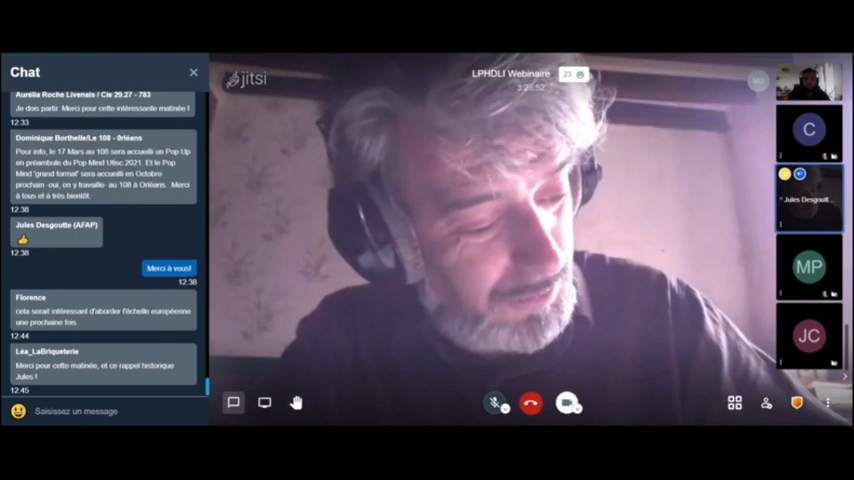 Chat
Aurélia Roche Livenais / Cie 29.27 - 783
Je dois partir. Merci pour cette intéressante matinée !
12:33
Dominique Borthelle/Le 108 - Orléans
Pour info, le 17 Mars au 108 sera accueilli un Pop Up
en préambule du Pop Mind Ufisc 2021. Et le Pop
Mind 'grand format' sera accueilli en Octobre
prochain -oui, on y travaille- au 108 à Orléans. Merci
à tous et à très bientôt.
12:38
Jules Desgoutte (AFAP)
12:38
Merci à vous!
12:38
Florence
cela serait intéressant d'aborder l'échelle européenne
une prochaine fois
12:44
Léa_LaBriqueterie
Merci pour cette matinée, et ce rappel historique
Jules !
12:45
Saisissez un message
jitsi
LPHDLI Webinaire
23
3:26:52
MD
C
Jules Desgoutt...
MP
JC